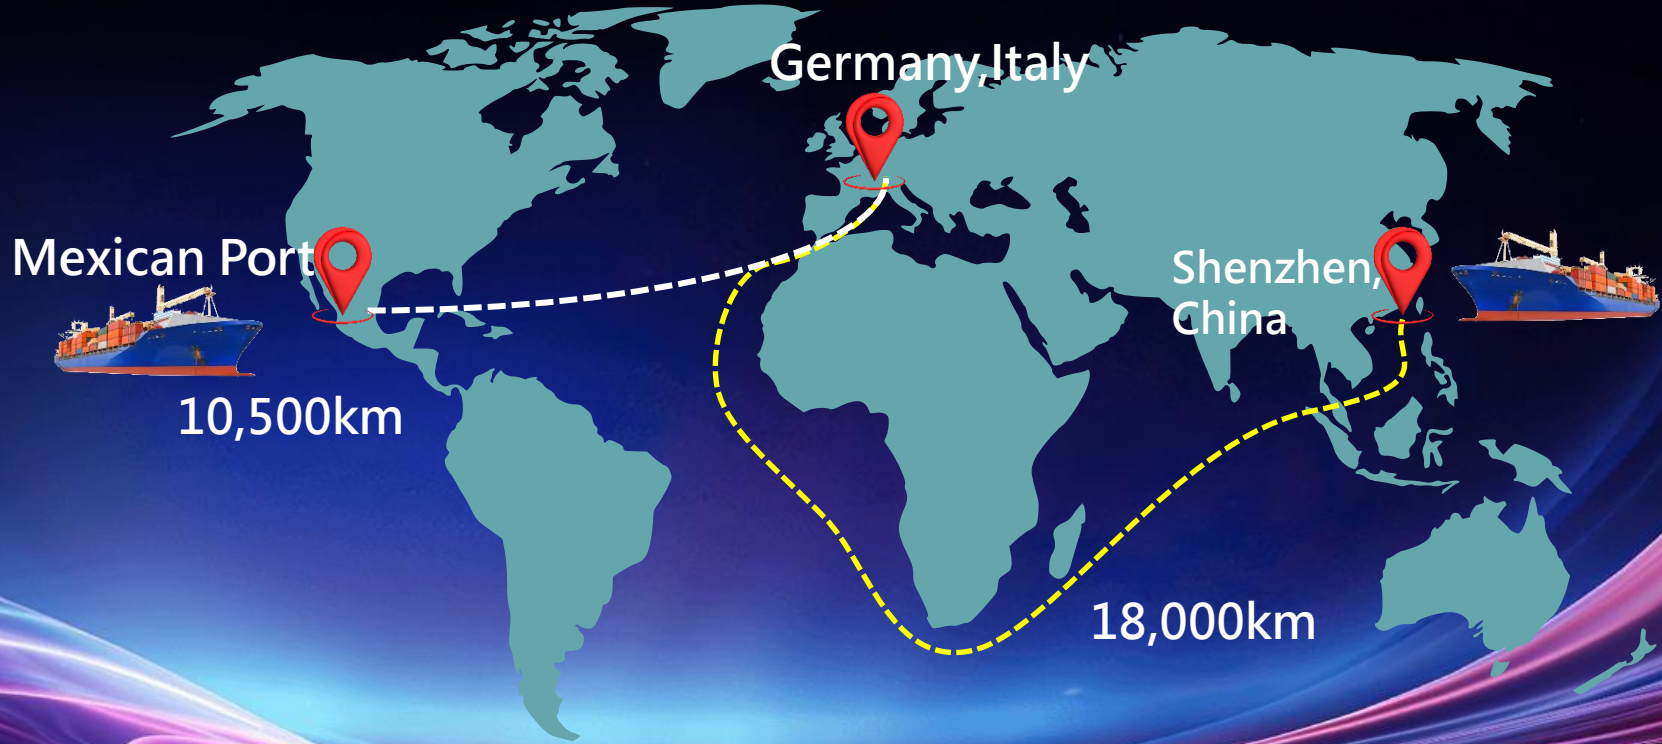 Germany,Italy
Mexican Port
Shenzhen,
China
10,500km
18,000km